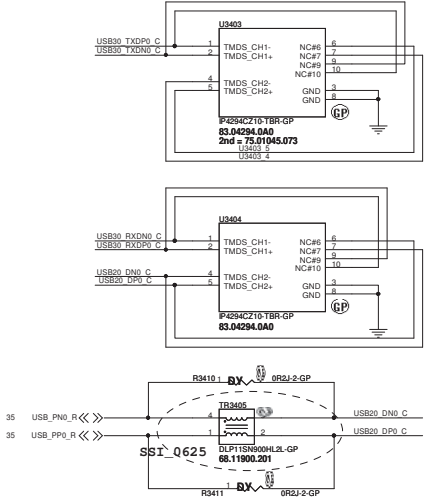 U3403
USB30_TXDP0_C 1 TMDS_CH1- NC#6 6
USB30_TXDN0_C 2 TMDS_CH1+ NC#7 7
NC#9 9
NC#10 10
4 TMDS_CH2-
5 TMDS_CH2+ GND 3
GND 8
GP
IP4294CZ10-TBR-GP
83.04294.0A0
2nd = 75.01045.073
U3403_5
U3403_4
U3404
USB30_RXDN0_C 1 TMDS_CH1- NC#6 6
USB30_RXDP0_C 2 TMDS_CH1+ NC#7 7
NC#9 9
NC#10 10
USB20_DN0_C 4 TMDS_CH2-
USB20_DP0_C 5 TMDS_CH2+ GND 3
GND 8
GP
IP4294CZ10-TBR-GP
83.04294.0A0
R3410 1 DY 0R2J-2-GP
TR3405
35 USB_PN0_R 4 USB20_DN0_C
35 USB_PP0_R 1 2 USB20_DP0_C
SSI_Q625
DLP11SN900HL2L-GP
68.11900.201
1 DY
R3411 0R2J-2-GP